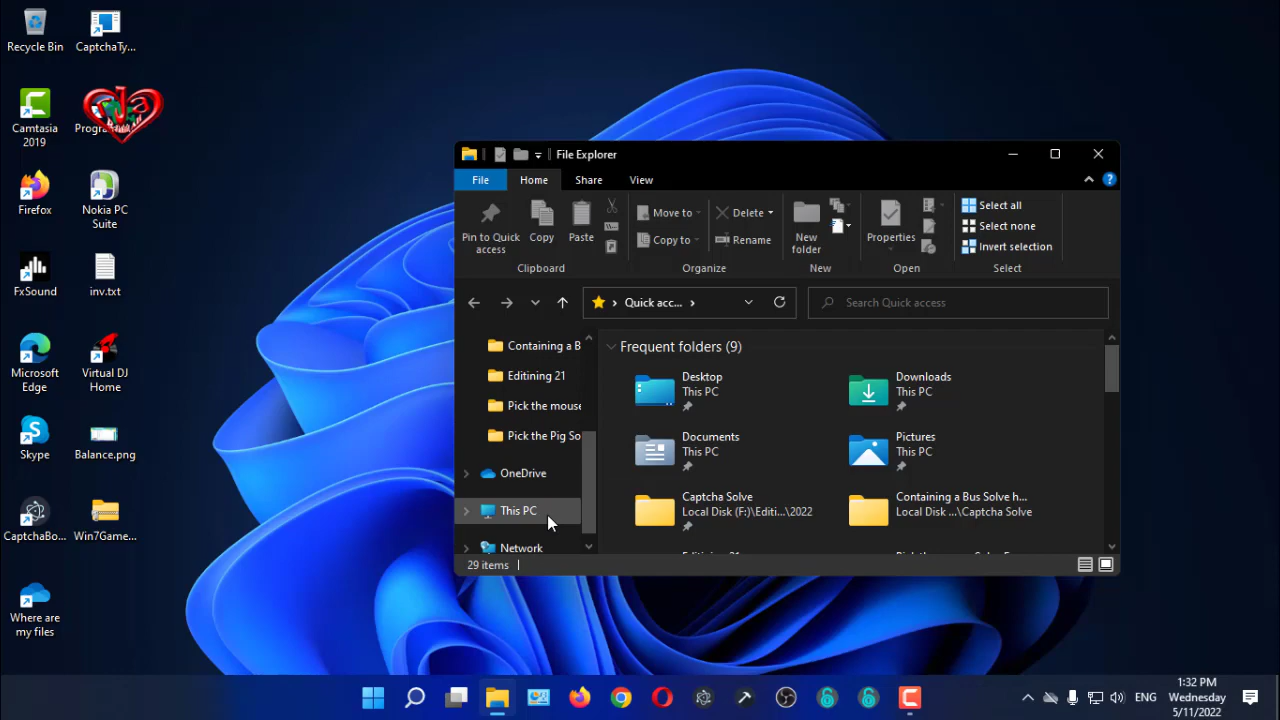 Recycle Bin
CaptchaTy...
Camtasia
2019
Progra
Firefox
Nokia PC
Suite
FxSound
inv.txt
Microsoft
Edge
Virtual DJ
Home
Skype
Balance.png
CaptchaBo...
Win7Game...
Where are
my files
File Explorer
File
Home
Share
View
Pin to Quick
access
Copy
Paste
Clipboard
Move to
Copy to
Delete
Rename
Organize
New
folder
New
Properties
Open
Select all
Select none
Invert selection
Select
Quick acc...
Search Quick access
Containing a B
Editining 21
Pick the mouse
Pick the Pig So
OneDrive
This PC
Network
Frequent folders (9)
Desktop
This PC
Downloads
This PC
Documents
This PC
Pictures
This PC
Captcha Solve
Local Disk (F:)\Editi...\2022
Containing a Bus Solve h...
Local Disk ...\Captcha Solve
29 items
ENG
1:32 PM
Wednesday
5/11/2022